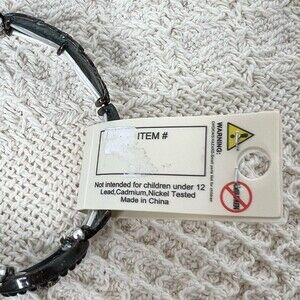 ITEM #
Not intended for children under 12
Lead,Cadmium,Nickel Tested
Made in China
WARNING: